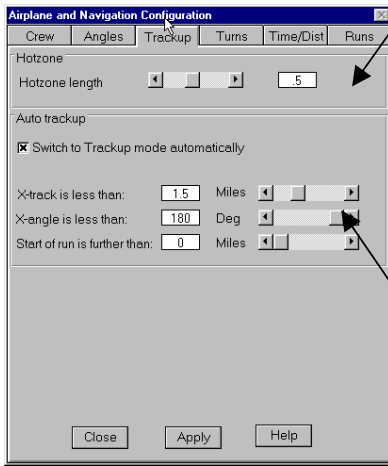 Airplane and Navigation Configuration
Crew Angles Trackup Turns Time/Dist Runs
Hotzone
Hotzone length .5
Auto trackup
Switch to Trackup mode automatically
X-track is less than: 1.5 Miles
X-angle is less than: 180 Deg
Start of run is further than: 0 Miles
Close Apply Help